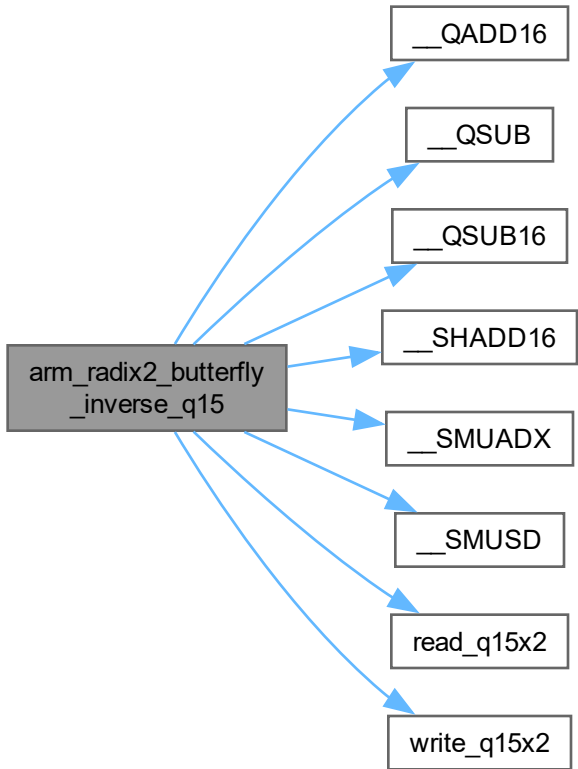 __QADD16
__QSUB
__QSUB16
__SHADD16
arm_radix2_butterfly
_inverse_q15
__SMUADX
__SMUSD
read_q15x2
write_q15x2